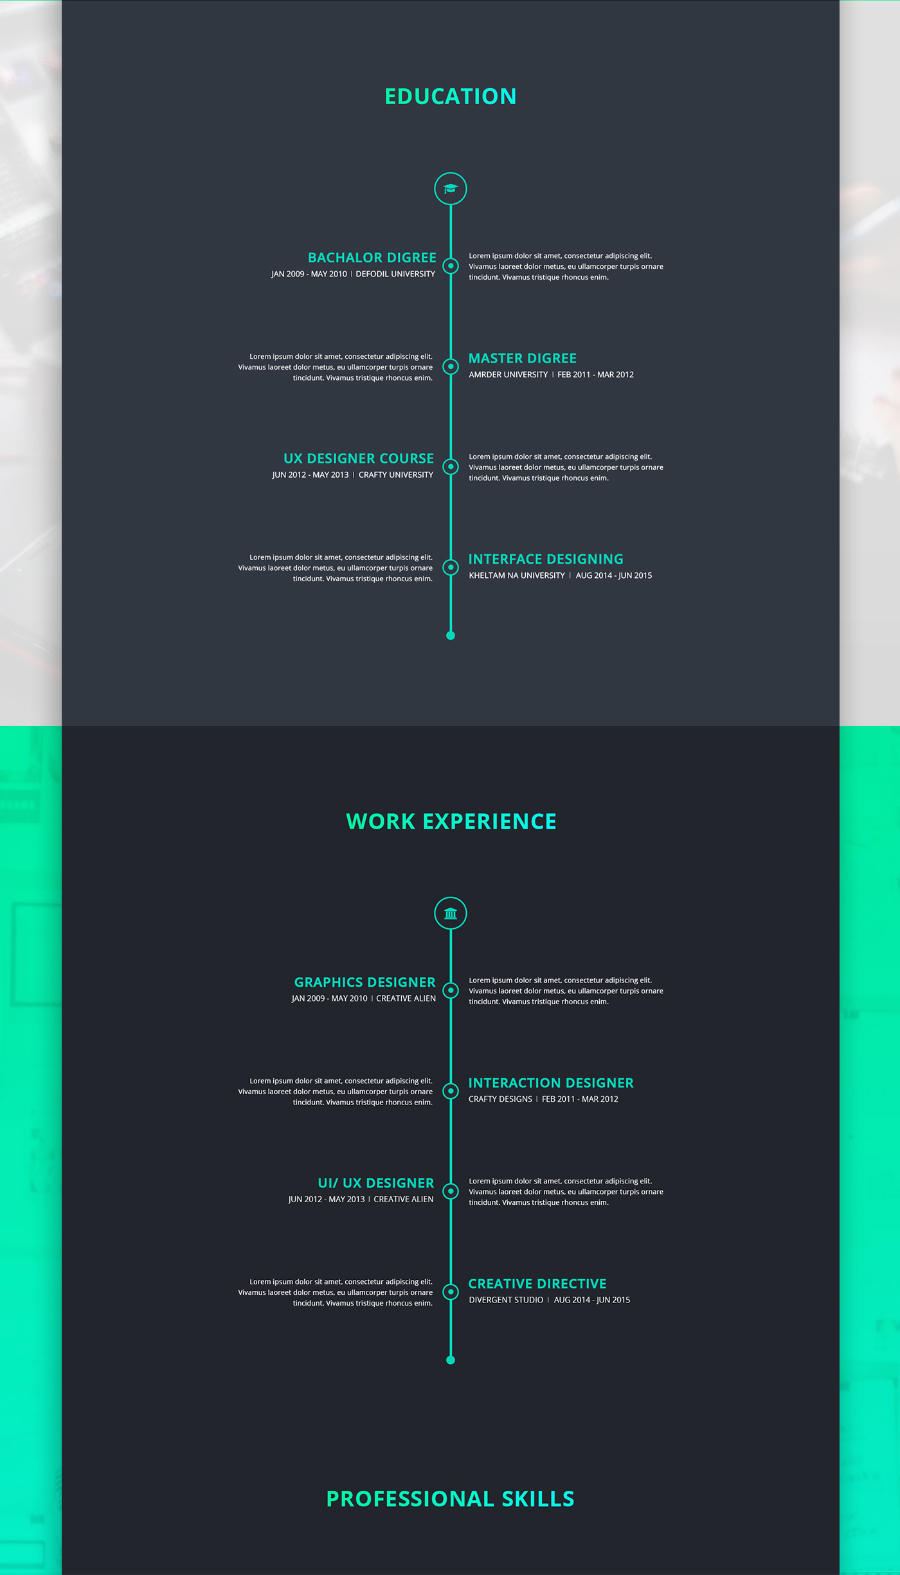 EDUCATION
BACHALOR DIGREE
JAN 2009 - MAY 2010 | DEFODIL UNIVERSITY
Lorem ipsum dolor sit amet, consectetur adipiscing elit.
Vivamus laoreet dolor metus, eu ullamcorper turpis ornare
tincidunt. Vivamus tristique rhoncus enim.
Lorem ipsum dolor sit amet, consectetur adipiscing elit.
Vivamus laoreet dolor metus, eu ullamcorper turpis ornare
tincidunt. Vivamus tristique rhoncus enim.
MASTER DIGREE
AMRDER UNIVERSITY | FEB 2011 - MAR 2012
UX DESIGNER COURSE
JUN 2012 - MAY 2013 | CRAFTY UNIVERSITY
Lorem ipsum dolor sit amet, consectetur adipiscing elit.
Vivamus laoreet dolor metus, eu ullamcorper turpis ornare
tincidunt. Vivamus tristique rhoncus enim.
Lorem ipsum dolor sit amet, consectetur adipiscing elit.
Vivamus laoreet dolor metus, eu ullamcorper turpis ornare
tincidunt. Vivamus tristique rhoncus enim.
INTERFACE DESIGNING
KHELTAM NA UNIVERSITY | AUG 2014 - JUN 2015
WORK EXPERIENCE
GRAPHICS DESIGNER
JAN 2009 - MAY 2010 | CREATIVE ALIEN
Lorem ipsum dolor sit amet, consectetur adipiscing elit.
Vivamus laoreet dolor metus, eu ullamcorper turpis ornare
tincidunt. Vivamus tristique rhoncus enim.
Lorem ipsum dolor sit amet, consectetur adipiscing elit.
Vivamus laoreet dolor metus, eu ullamcorper turpis ornare
tincidunt. Vivamus tristique rhoncus enim.
INTERACTION DESIGNER
CRAFTY DESIGNS | FEB 2011 - MAR 2012
UI/ UX DESIGNER
JUN 2012 - MAY 2013 | CREATIVE ALIEN
Lorem ipsum dolor sit amet, consectetur adipiscing elit.
Vivamus laoreet dolor metus, eu ullamcorper turpis ornare
tincidunt. Vivamus tristique rhoncus enim.
Lorem ipsum dolor sit amet, consectetur adipiscing elit.
Vivamus laoreet dolor metus, eu ullamcorper turpis ornare
tincidunt. Vivamus tristique rhoncus enim.
CREATIVE DIRECTIVE
DIVERGENT STUDIO | AUG 2014 - JUN 2015
PROFESSIONAL SKILLS